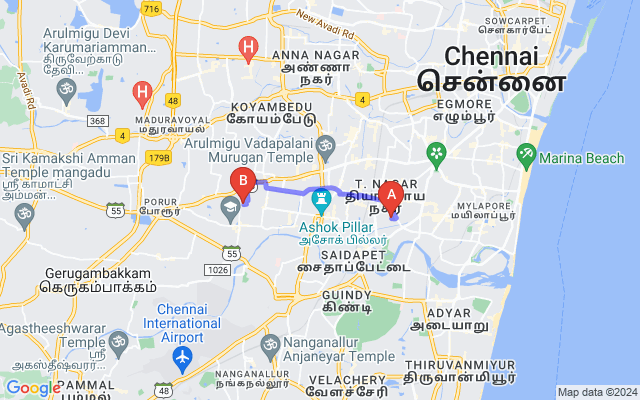 716
SOWCARPET
சௌகார்பேட்
New Avadi Rd
Arulmigu Devi
Karumariamman...
திருவேற்காடு
தேவி...
ANNA NAGAR
அண்ணா
நகர்
Chennai
சென்னை
Avadi Rd
H
H
48
MADURAVOYAL
மதுரவாயல்
368
KOYAMBEDU
கோயம்பேடு
4
EGMORE
எழும்பூர்
48
4
1798
Arulmigu Vadapalani
Murugan Temple
Sri Kamakshi Amman
Temple mangadu
ஸ்ரீ காமாட்சி
அம்மன்...
Marina Beach
B
T. NAGAR
தியாகராய
நகர்
A
PORUR
போரூர்
55
55
MYLAPORE
மயிலாப்பூர்
Ashok Pillar
அசோக் பில்லர்
SAIDAPET
சைதாப்பேட்டை
1026
Gerugambakkam
கெருகம்பாக்கம்
GUINDY
கிண்டி
Chennai
International
Airport
ADYAR
அடையாறு
Agastheeshwarar
Temple
ஸ்ரீ
அகஸ்தீஷ்வரர்...
Nanganallur
Anjaneyar Temple
NANGANALLUR
நங்கநல்லூர்
THIRUVANMIYUR
திருவான்மியூர்
PAMMAL
பம்மல்
VELACHERY
வேளச்சேரி
48
55
Google
Map data ©2024